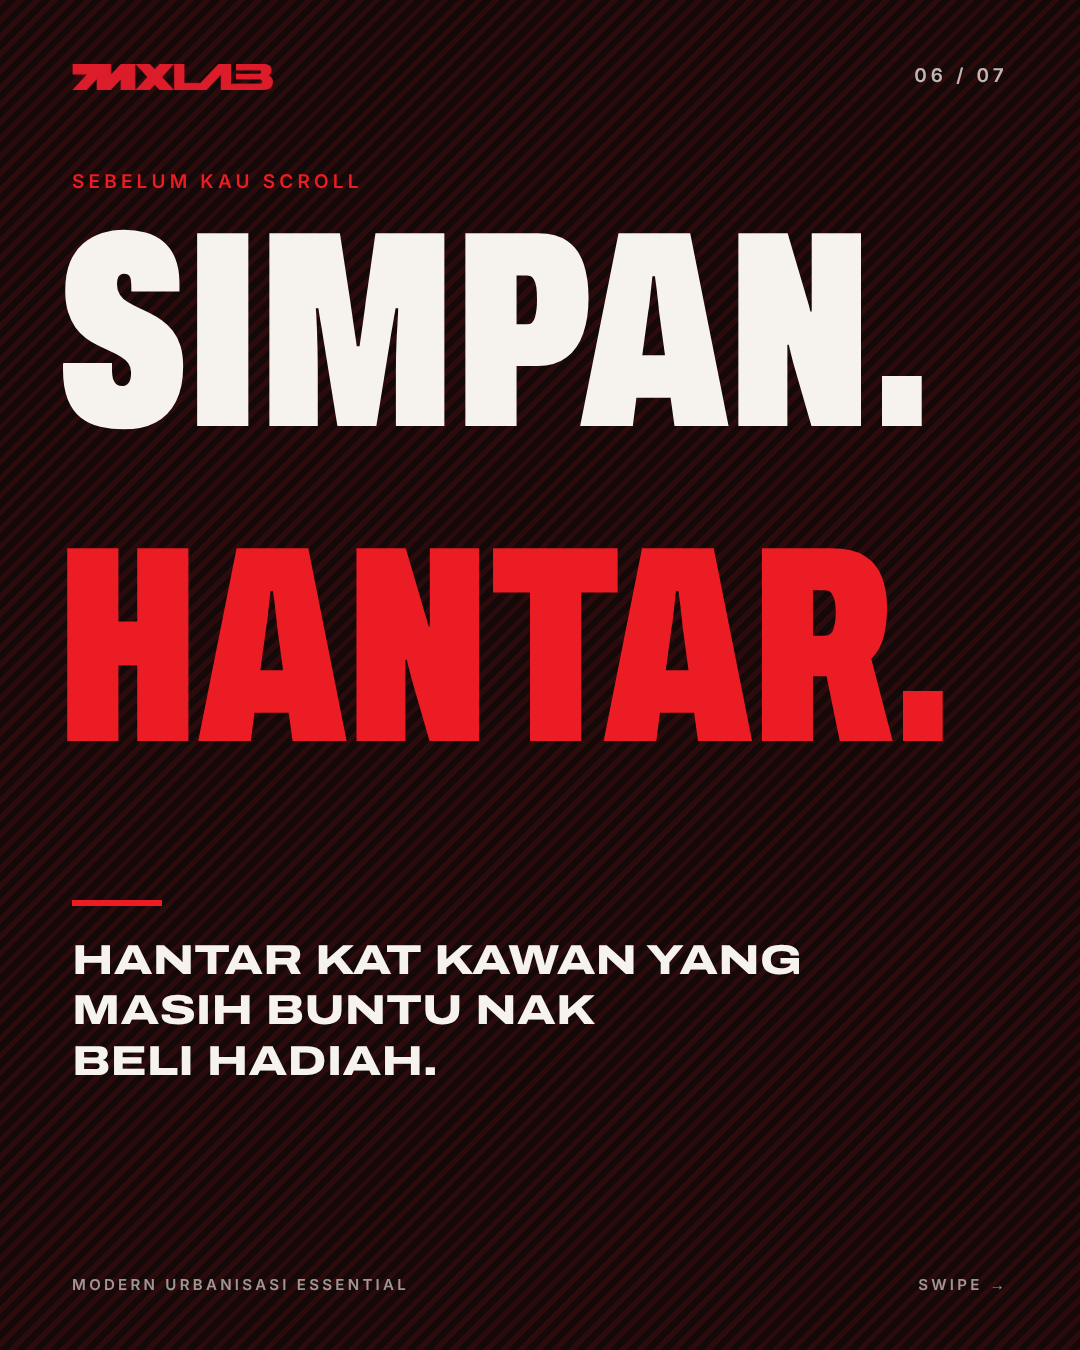 7MXLAB
06 / 07
SEBELUM KAU SCROLL
SIMPAN.
HANTAR.
HANTAR KAT KAWAN YANG
MASIH BUNTU NAK
BELI HADIAH.
MODERN URBANISASI ESSENTIAL
SWIPE →